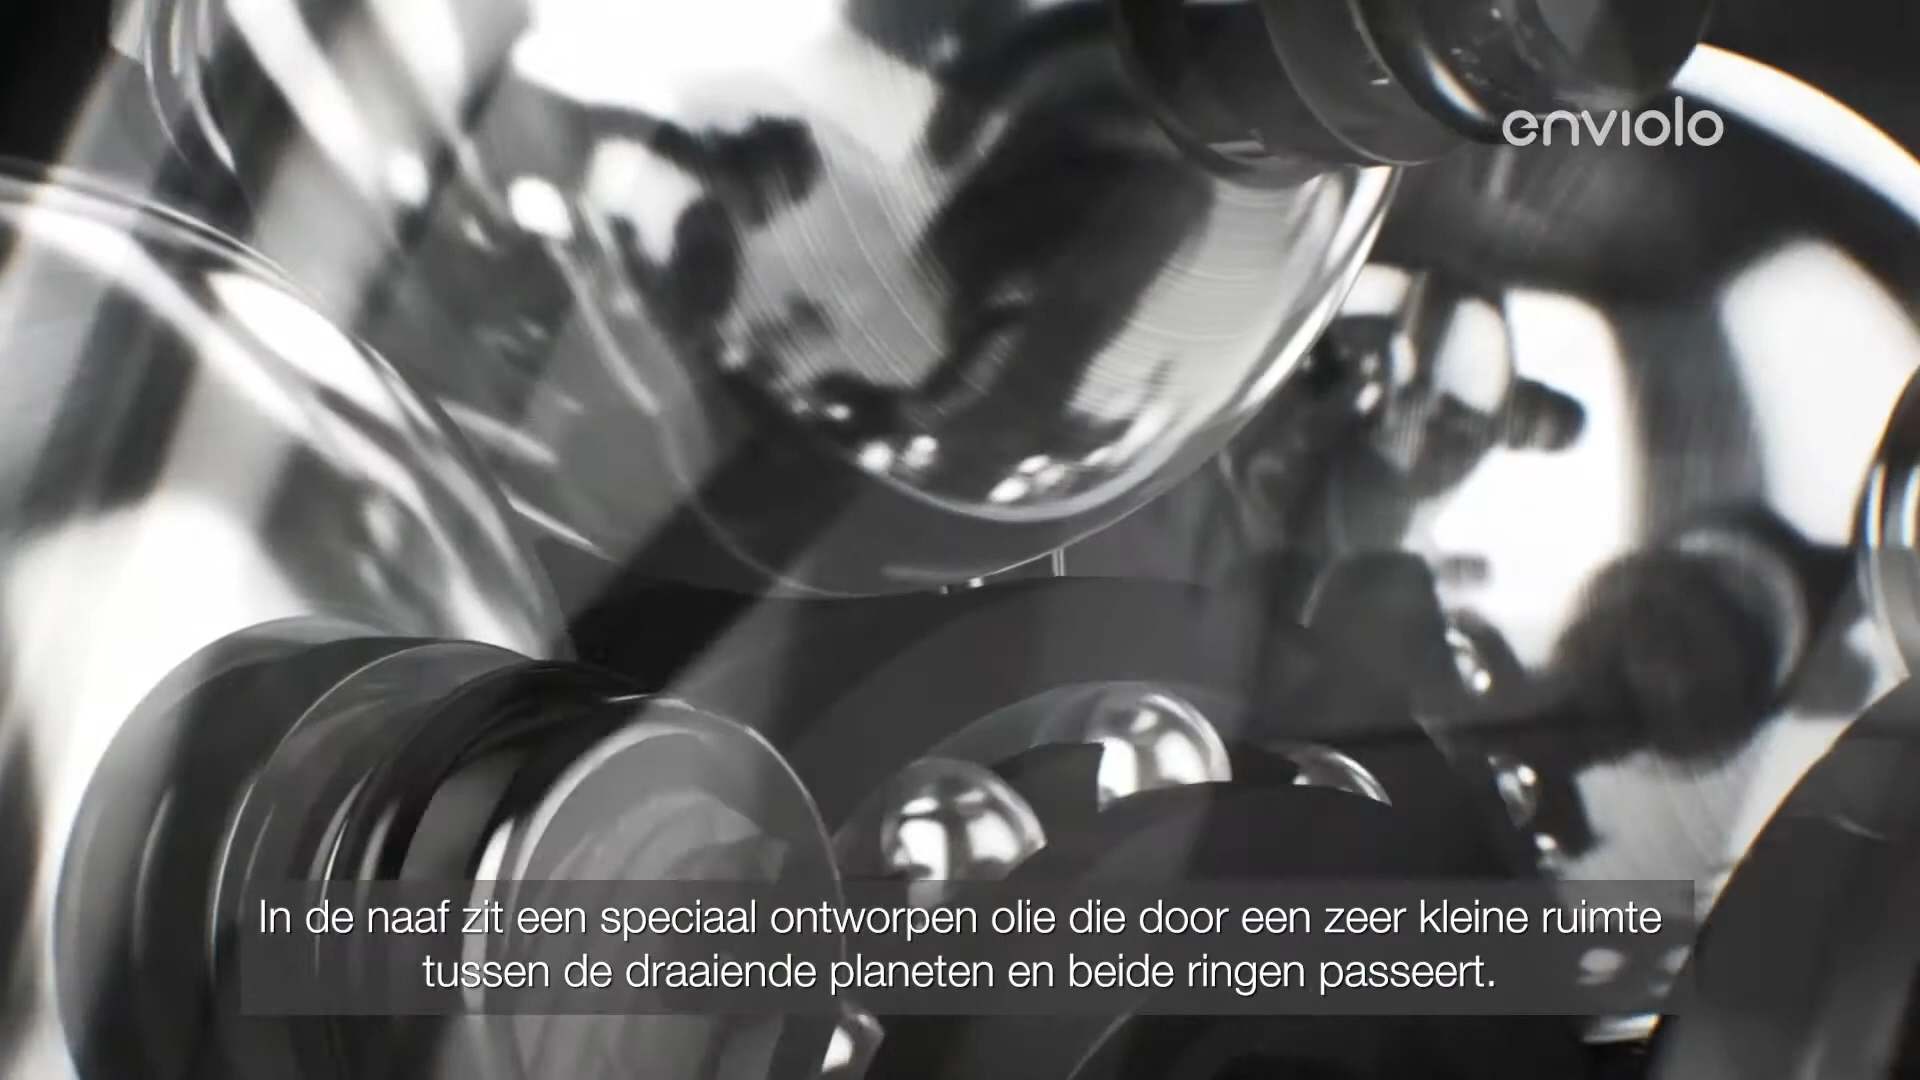 enviolo
In de naaf zit een speciaal ontworpen olie die door een zeer kleine ruimte
tussen de draaiende planeten en beide ringen passeert.